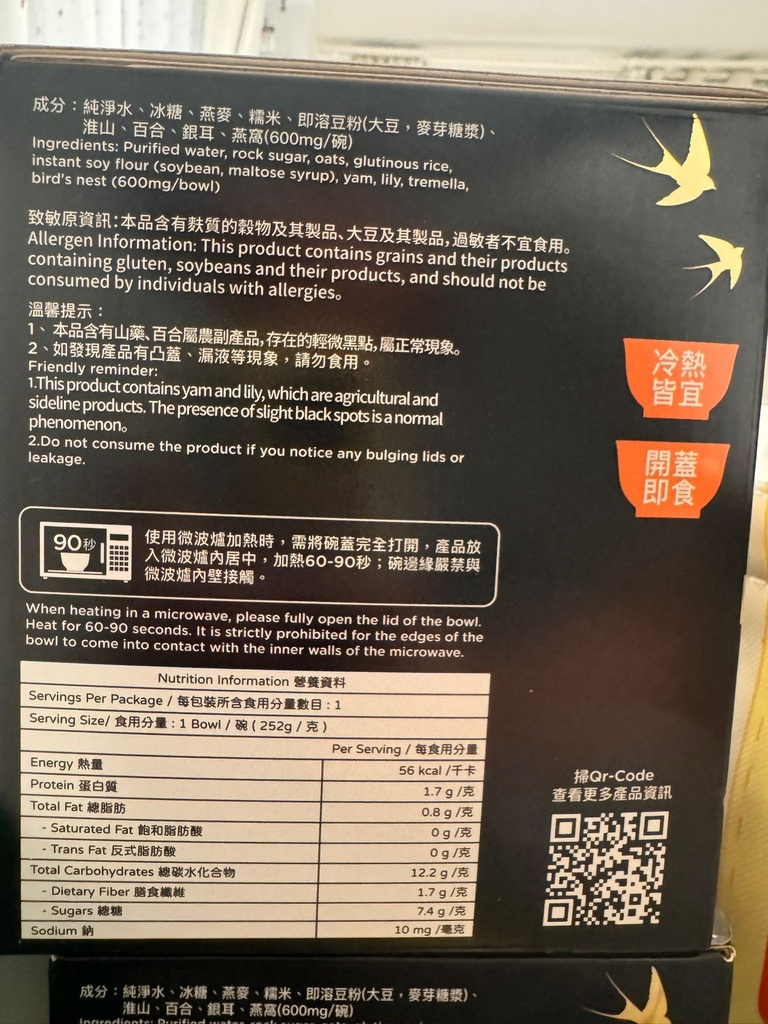 成分：純淨水、冰糖、燕麥、糯米、即溶豆粉(大豆，麥芽糖漿)、
淮山、百合、銀耳、燕窩(600mg/碗)
Ingredients: Purified water, rock sugar, oats, glutinous rice,
instant soy flour (soybean, maltose syrup), yam, lily, tremella,
bird's nest (600mg/bowl)
致敏原資訊：本品含有麩質的穀物及其製品、大豆及其製品，過敏者不宜食用。
Allergen Information: This product contains grains and their products
containing gluten, soybeans and their products, and should not be
consumed by individuals with allergies。
溫馨提示：
1、本品含有山藥、百合屬農副產品，存在的輕微黑點，屬正常現象。
2、如發現產品有凸蓋、漏液等現象，請勿食用。
Friendly reminder:
1.This product contains yam and lily, which are agricultural and
sideline products. The presence of slight black spots is a normal
phenomenon。
2.Do not consume the product if you notice any bulging lids or
leakage.
冷熱
皆宜
開蓋
即食
90秒
使用微波爐加熱時，需將碗蓋完全打開，產品放
入微波爐內居中，加熱60-90秒；碗邊緣嚴禁與
微波爐內壁接觸。
When heating in a microwave, please fully open the lid of the bowl.
Heat for 60-90 seconds. It is strictly prohibited for the edges of the
bowl to come into contact with the inner walls of the microwave.
Nutrition Information 營養資料
Servings Per Package / 每包裝所含食用分量數目 : 1
Serving Size/ 食用分量 : 1 Bowl / 碗 ( 252g / 克 )
Per Serving / 每食用分量
Energy 熱量 56 kcal /千卡
Protein 蛋白質 1.7 g /克
Total Fat 總脂肪 0.8 g /克
- Saturated Fat 飽和脂肪酸 0 g /克
- Trans Fat 反式脂肪酸 0 g /克
Total Carbohydrates 總碳水化合物 12.2 g /克
- Dietary Fiber 膳食纖維 1.7 g /克
- Sugars 總糖 7.4 g /克
Sodium 鈉 10 mg /毫克
掃Qr-Code
查看更多產品資訊
成分：純淨水、冰糖、燕麥、糯米、即溶豆粉(大豆，麥芽糖漿)、
淮山、百合、銀耳、燕窩(600mg/碗)